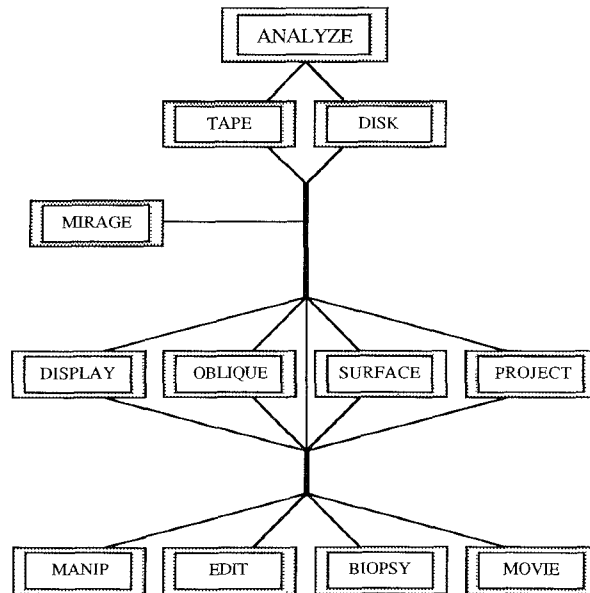 ANALYZE
TAPE DISK
MIRAGE
DISPLAY OBLIQUE SURFACE PROJECT
MANIP EDIT BIOPSY MOVIE